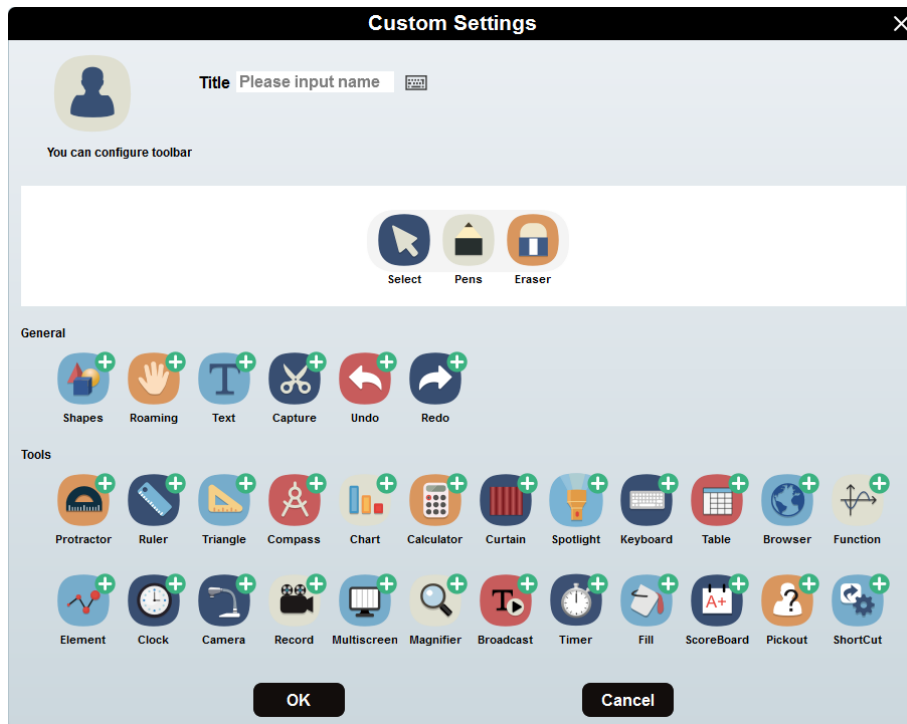 Custom Settings
Title Please input name
You can configure toolbar
Select Pens Eraser
General
Shapes Roaming Text Capture Undo Redo
Tools
Protractor Ruler Triangle Compass Chart Calculator Curtain Spotlight Keyboard Table Browser Function
Element Clock Camera Record Multiscreen Magnifier Broadcast Timer Fill ScoreBoard Pickout ShortCut
OK Cancel